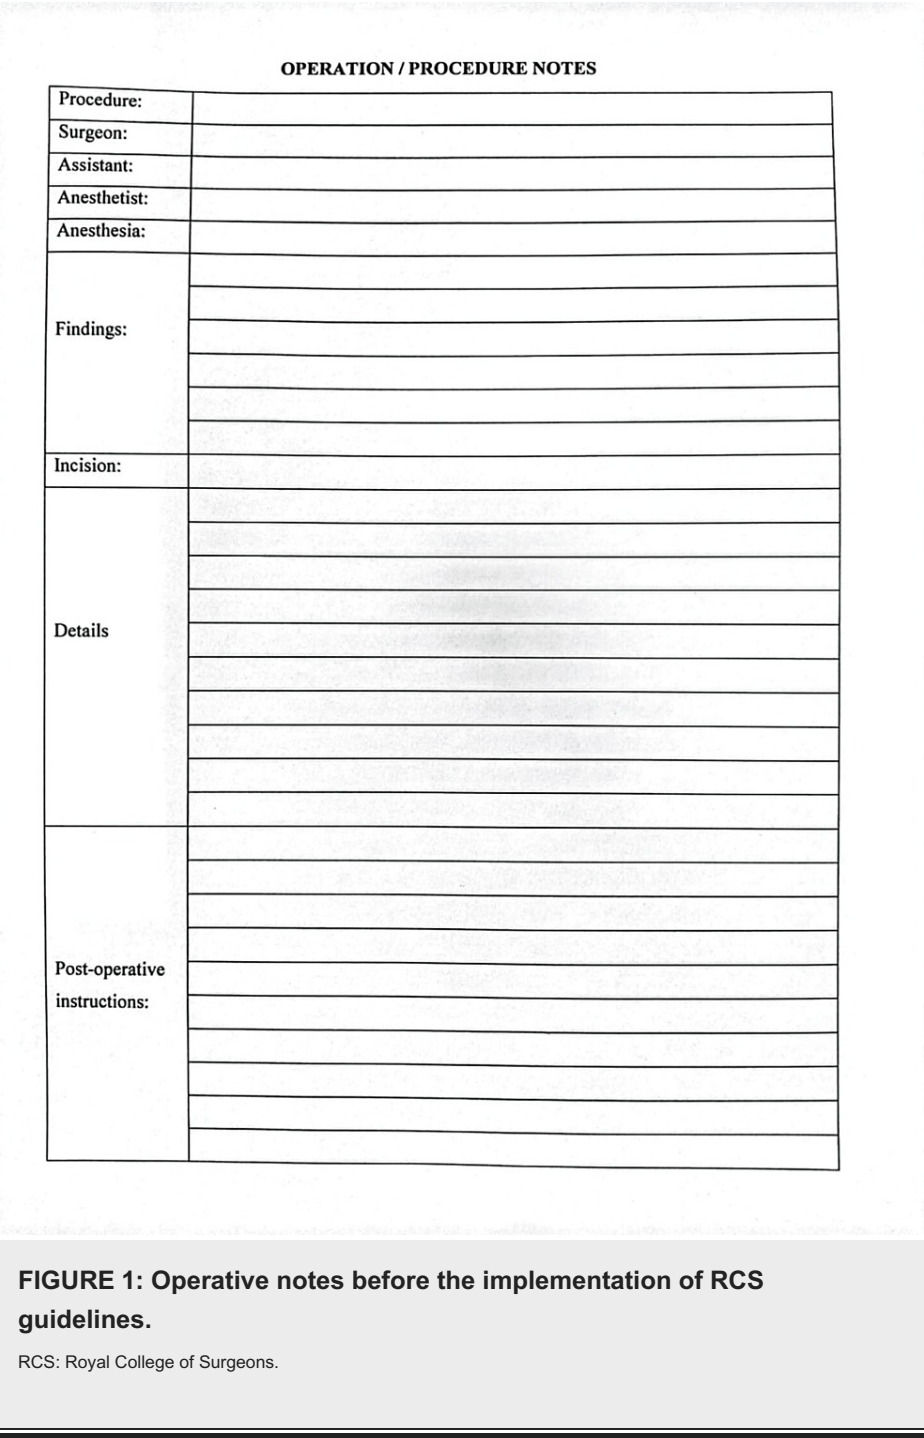 OPERATION / PROCEDURE NOTES
Procedure:
Surgeon:
Assistant:
Anesthetist:
Anesthesia:
Findings:
Incision:
Details
Post-operative
instructions:
FIGURE 1: Operative notes before the implementation of RCS
guidelines.
RCS: Royal College of Surgeons.